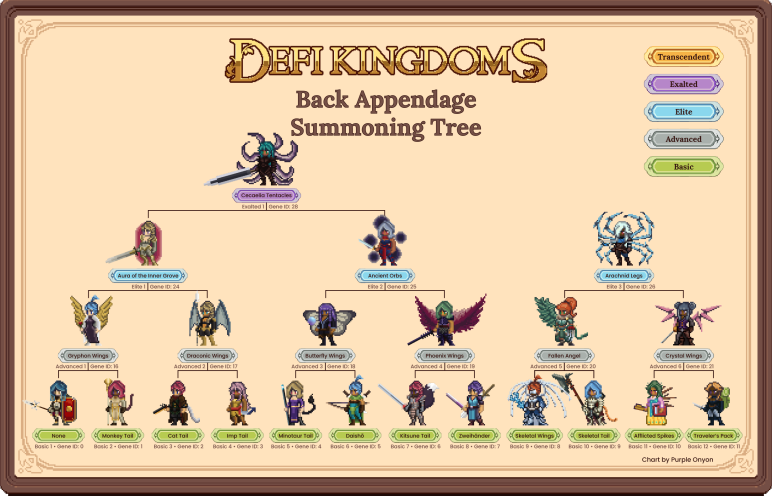 DEFI KINGDOMS
Back Appendage
Summoning Tree
Transcendent
Exalted
Elite
Advanced
Basic
Cecaelia Tentacles
Exalted 1 | Gene ID: 28
Aura of the Inner Grove
Elite 1 | Gene ID: 24
Ancient Orbs
Elite 2 | Gene ID: 25
Arachnid Legs
Elite 3 | Gene ID: 26
Gryphon Wings
Advanced 1 | Gene ID: 16
Draconic Wings
Advanced 2 | Gene ID: 17
Butterfly Wings
Advanced 3 | Gene ID: 18
Phoenix Wings
Advanced 4 | Gene ID: 19
Fallen Angel
Advanced 5 | Gene ID: 20
Crystal Wings
Advanced 6 | Gene ID: 21
None
Basic 1 • Gene ID: 0
Monkey Tail
Basic 2 • Gene ID: 1
Cat Tail
Basic 3 • Gene ID: 2
Imp Tail
Basic 4 • Gene ID: 3
Minotaur Tail
Basic 5 • Gene ID: 4
Daishō
Basic 6 • Gene ID: 5
Kitsune Tail
Basic 7 • Gene ID: 6
Zweihänder
Basic 8 • Gene ID: 7
Skeletal Wings
Basic 9 • Gene ID: 8
Skeletal Tail
Basic 10 • Gene ID: 9
Afflicted Spikes
Basic 11 • Gene ID: 10
Traveler's Pack
Basic 12 • Gene ID: 11
Chart by Purple Onyon